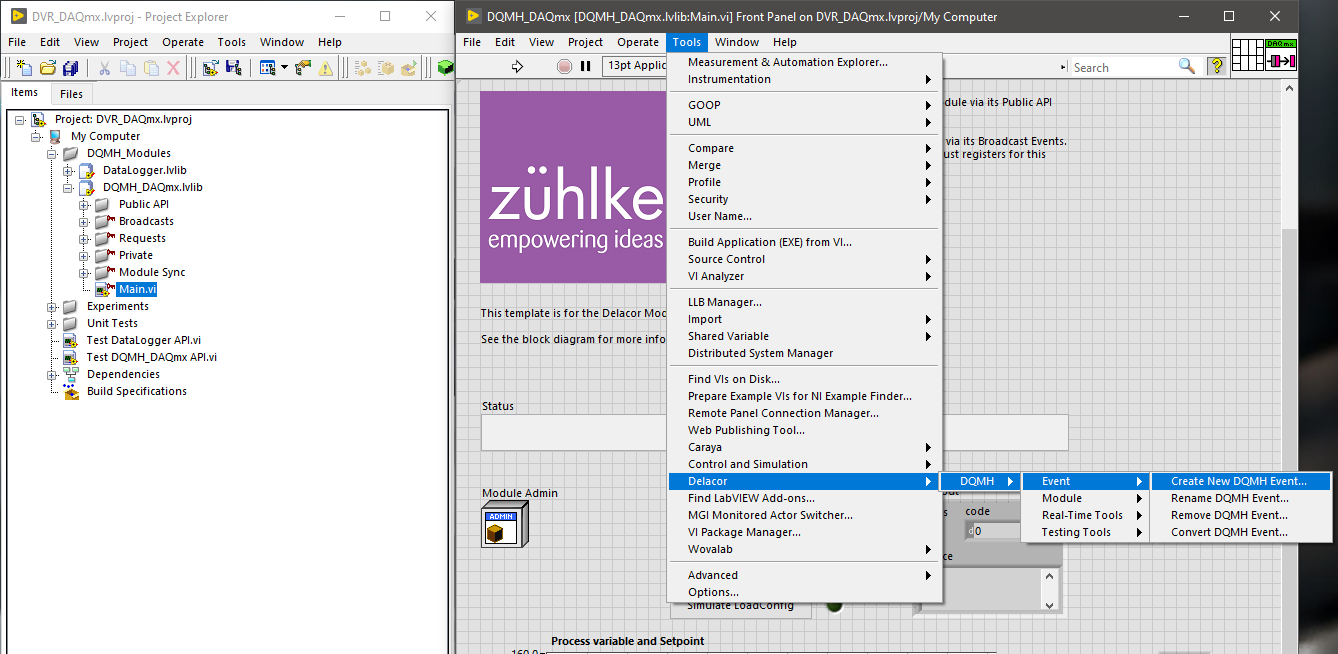 DVR_DAQmx.lvproj - Project Explorer
File Edit View Project Operate Tools Window Help
Items Files
Project: DVR_DAQmx.lvproj
My Computer
DQMH_Modules
DataLogger.lvlib
DQMH_DAQmx.lvlib
Public API
Broadcasts
Requests
Private
Module Sync
Main.vi
Experiments
Unit Tests
Test DataLogger API.vi
Test DQMH_DAQmx API.vi
Dependencies
Build Specifications
DQMH_DAQmx [DQMH_DAQmx.lvlib:Main.vi] Front Panel on DVR_DAQmx.lvproj/My Computer
File Edit View Project Operate Tools Window Help
13pt Applic
Search
?
DAQmx
zühlke
empowering ideas
dule via its Public API
via its Broadcast Events.
ust registers for this
This template is for the Delacor Mod
See the block diagram for more info
Status
Module Admin
ADMIN
Measurement & Automation Explorer...
Instrumentation
GOOP
UML
Compare
Merge
Profile
Security
User Name...
Build Application (EXE) from VI...
Source Control
VI Analyzer
LLB Manager...
Import
Shared Variable
Distributed System Manager
Find VIs on Disk...
Prepare Example VIs for NI Example Finder...
Remote Panel Connection Manager...
Web Publishing Tool...
Caraya
Control and Simulation
Delacor
Find LabVIEW Add-ons...
MGI Monitored Actor Switcher...
VI Package Manager...
Wovalab
Advanced
Options...
DQMH
Event
Module
Real-Time Tools
Testing Tools
Create New DQMH Event...
Rename DQMH Event...
Remove DQMH Event...
Convert DQMH Event...
code
d0
Simulate LoadConfig
Process variable and Setpoint
160.0